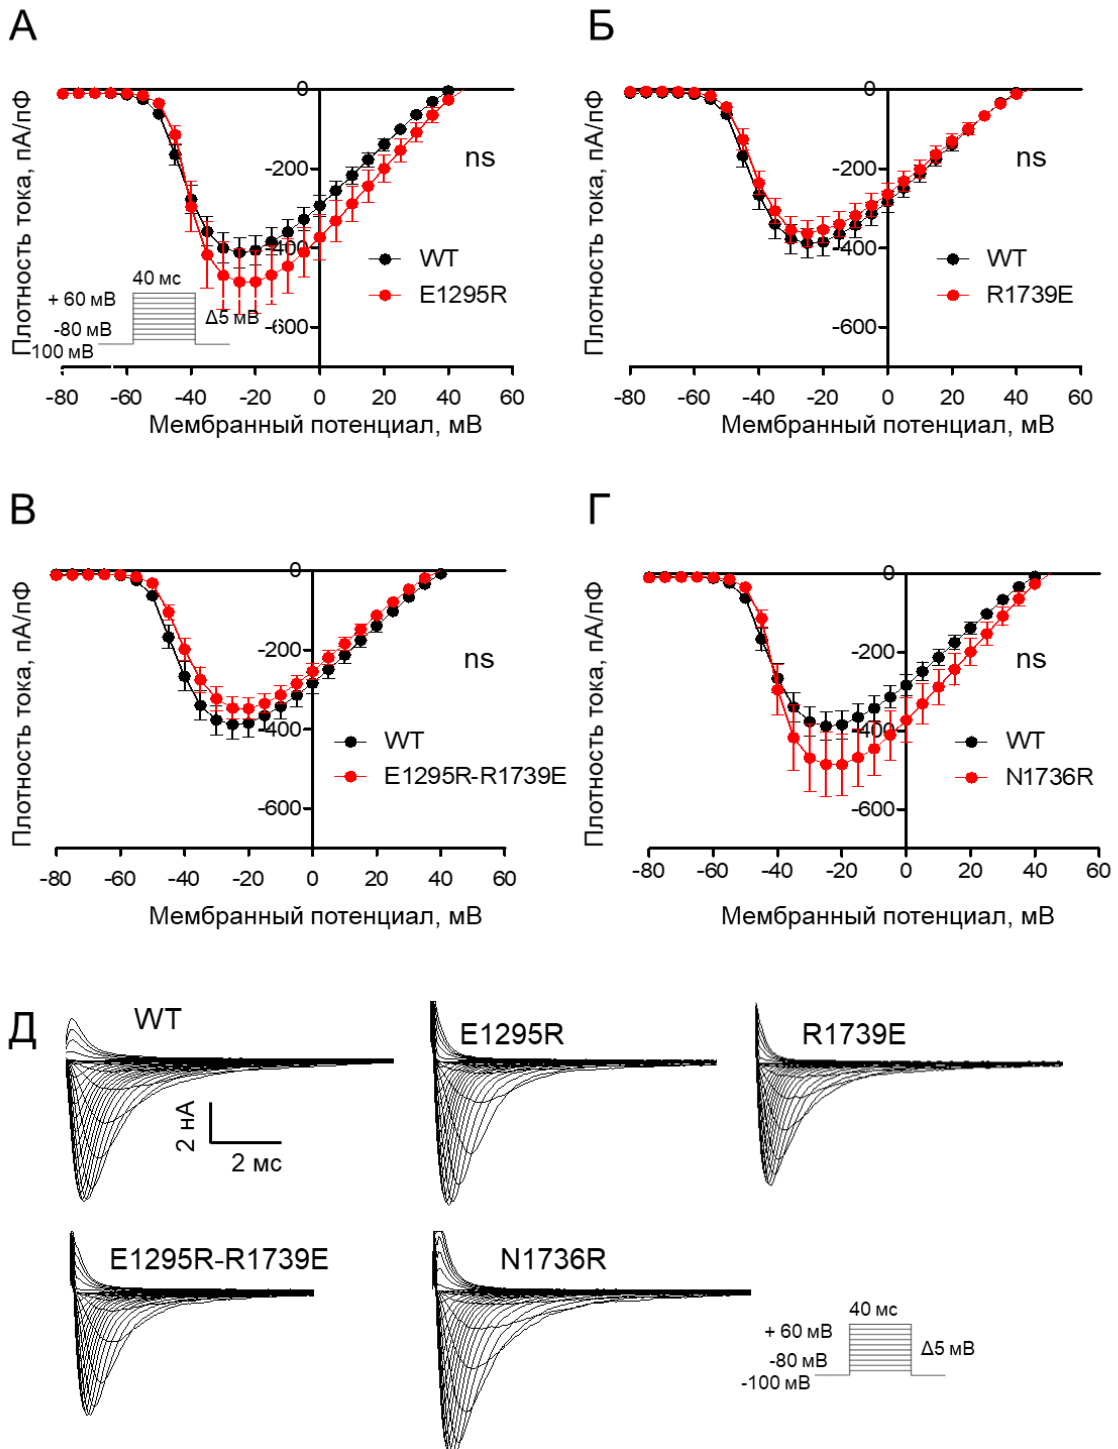 А
Плотность тока, пА/пФ
0
-200
-400
-600
ns
WT
E1295R
40 мс
+ 60 мВ
-80 мВ
-100 мВ
Δ5 мВ
-80 -60 -40 -20 0 20 40 60
Мембранный потенциал, мВ
Б
Плотность тока, пА/пФ
0
-200
-400
-600
ns
WT
R1739E
-80 -60 -40 -20 0 20 40 60
Мембранный потенциал, мВ
В
Плотность тока, пА/пФ
0
-200
-400
-600
ns
WT
E1295R-R1739E
-80 -60 -40 -20 0 20 40 60
Мембранный потенциал, мВ
Г
Плотность тока, пА/пФ
0
-200
-400
-600
ns
WT
N1736R
-80 -60 -40 -20 0 20 40 60
Мембранный потенциал, мВ
Д
WT
2 нА
2 мс
E1295R
R1739E
E1295R-R1739E
N1736R
40 мс
+ 60 мВ
-80 мВ
-100 мВ
Δ5 мВ